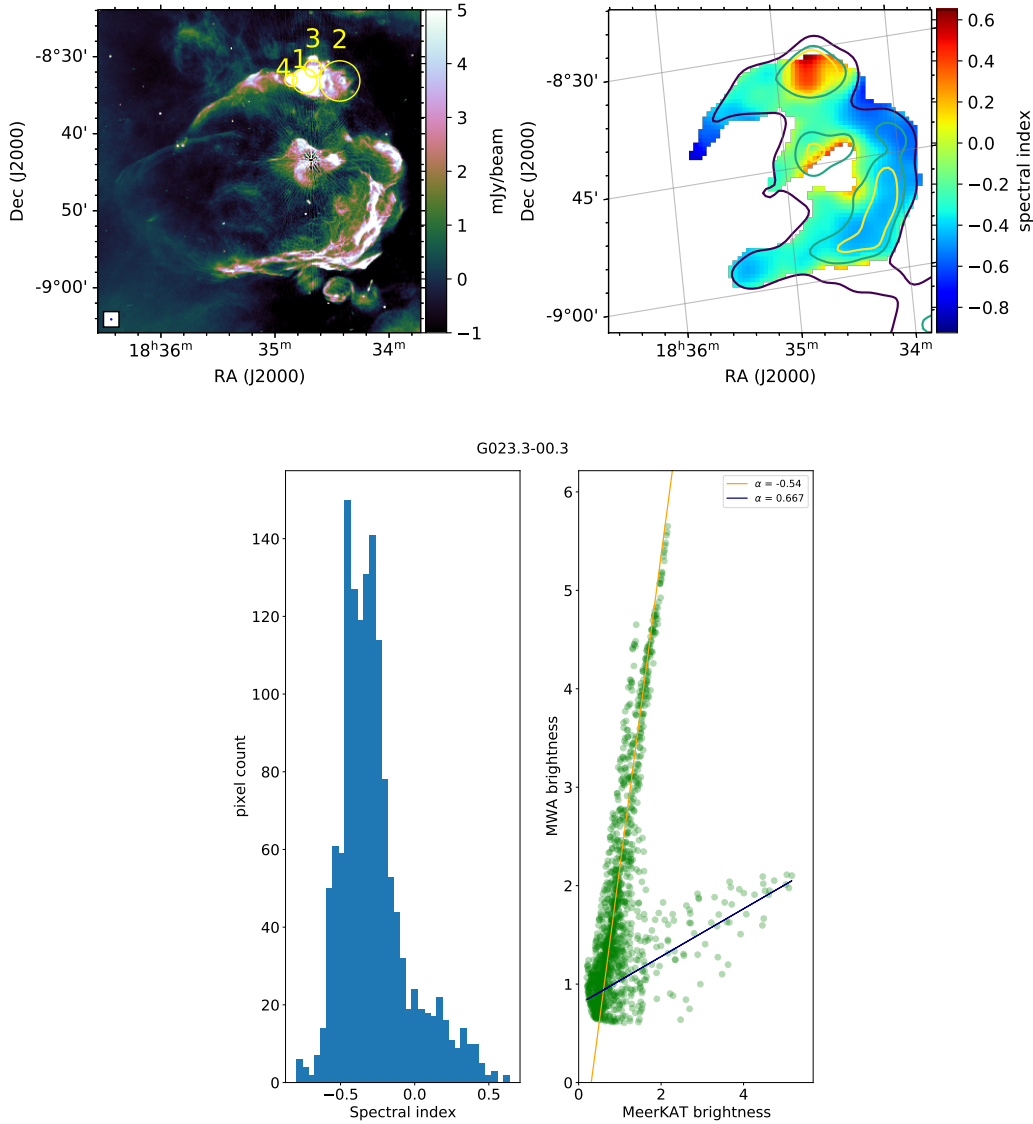 -8°30'
40'
50'
-9°00'
Dec (J2000)
18ʰ36ᵐ
35ᵐ
34ᵐ
RA (J2000)
3
2
1
4
5
4
3
2
1
0
−1
mJy/beam
-8°30'
45'
-9°00'
Dec (J2000)
18ʰ36ᵐ
35ᵐ
34ᵐ
RA (J2000)
0.6
0.4
0.2
0.0
−0.2
−0.4
−0.6
−0.8
spectral index
G023.3-00.3
140
120
100
80
60
40
20
0
pixel count
−0.5
0.0
0.5
Spectral index
6
5
4
3
2
1
0
MWA brightness
α = -0.54
α = 0.667
0
2
4
MeerKAT brightness